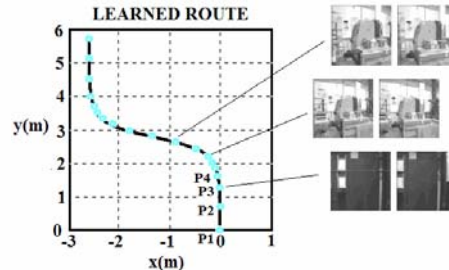 LEARNED ROUTE
6
5
4
y(m) 3
2
P4
P3
1
P2
0
P1
-3 -2 -1 0 1
x(m)